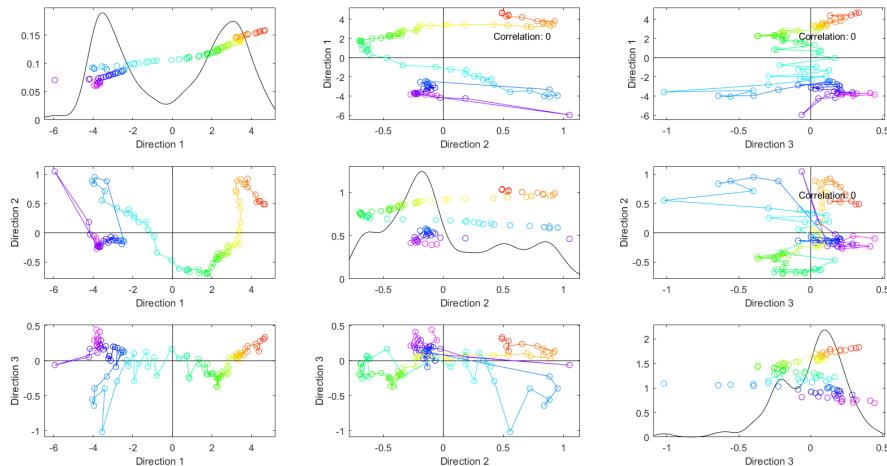 0.15
0.1
0.05
0
-6 -4 -2 0 2 4
Direction 1
Direction 1
4
2
0
-2
-4
-6
Correlation: 0
-0.5 0 0.5 1
Direction 2
Direction 1
4
2
0
-2
-4
-6
Correlation: 0
-1 -0.5 0 0.5
Direction 3
Direction 2
1
0.5
0
-0.5
-6 -4 -2 0 2 4
Direction 1
1
0.5
0
-0.5 0 0.5 1
Direction 2
Direction 2
1
0.5
0
-0.5
Correlation: 0
-1 -0.5 0 0.5
Direction 3
Direction 3
0.5
0
-0.5
-1
-6 -4 -2 0 2 4
Direction 1
Direction 3
0.5
0
-0.5
-1
-0.5 0 0.5 1
Direction 2
2
1.5
1
0.5
0
-1 -0.5 0 0.5
Direction 3